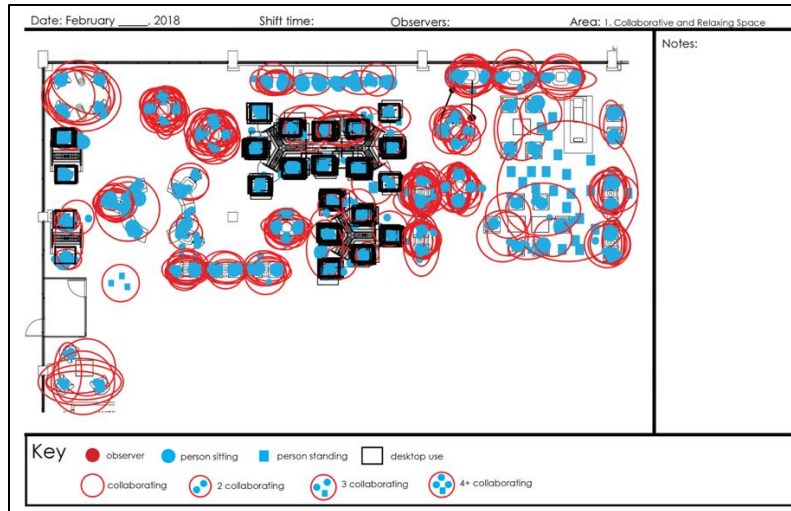 Date: February _____, 2018 Shift time: Observers: Area: 1. Collaborative and Relaxing Space
Notes:
Key observer person sitting person standing desktop use
collaborating 2 collaborating 3 collaborating 4+ collaborating